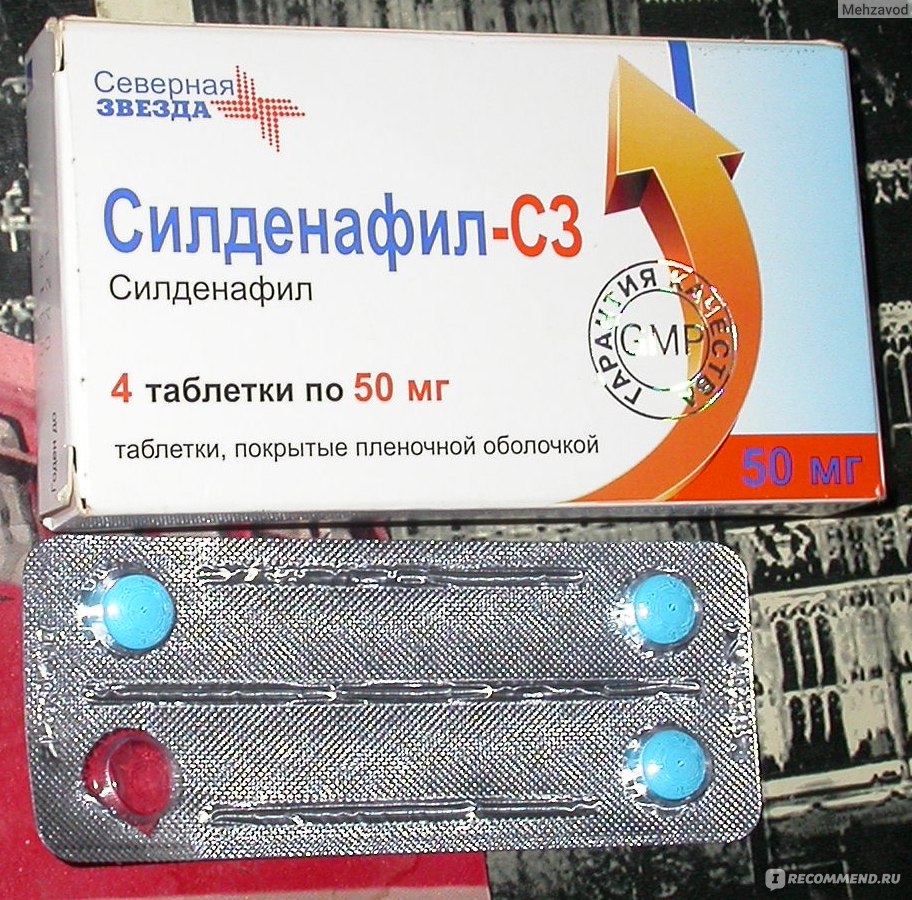 Mehzavod
Северная
ЗВЕЗДА
Силденафил-СЗ
Силденафил
ГАРАНТИЯ КАЧЕСТВА
GMP
4 таблетки по 50 мг
таблетки, покрытые пленочной оболочкой
50 мг
Годен до
IRECOMMEND.RU